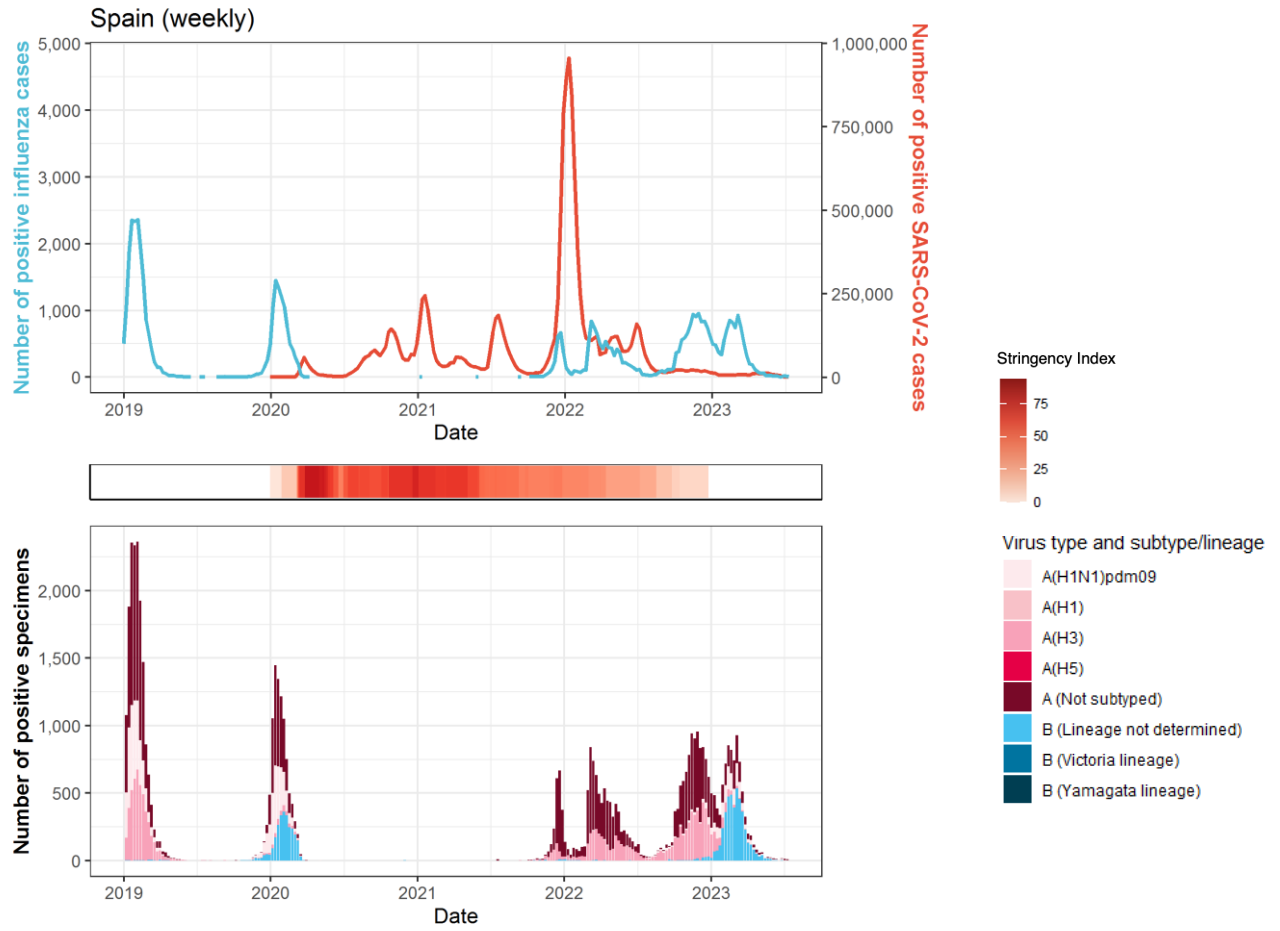 Spain (weekly)
Number of positive influenza cases
5,000
4,000
3,000
2,000
1,000
0
1,000,000
750,000
500,000
250,000
0
Number of positive SARS-CoV-2 cases
2019 2020 2021 2022 2023
Date
Stringency Index
75
50
25
0
Number of positive specimens
2,000
1,500
1,000
500
0
2019 2020 2021 2022 2023
Date
Virus type and subtype/lineage
A(H1N1)pdm09
A(H1)
A(H3)
A(H5)
A (Not subtyped)
B (Lineage not determined)
B (Victoria lineage)
B (Yamagata lineage)